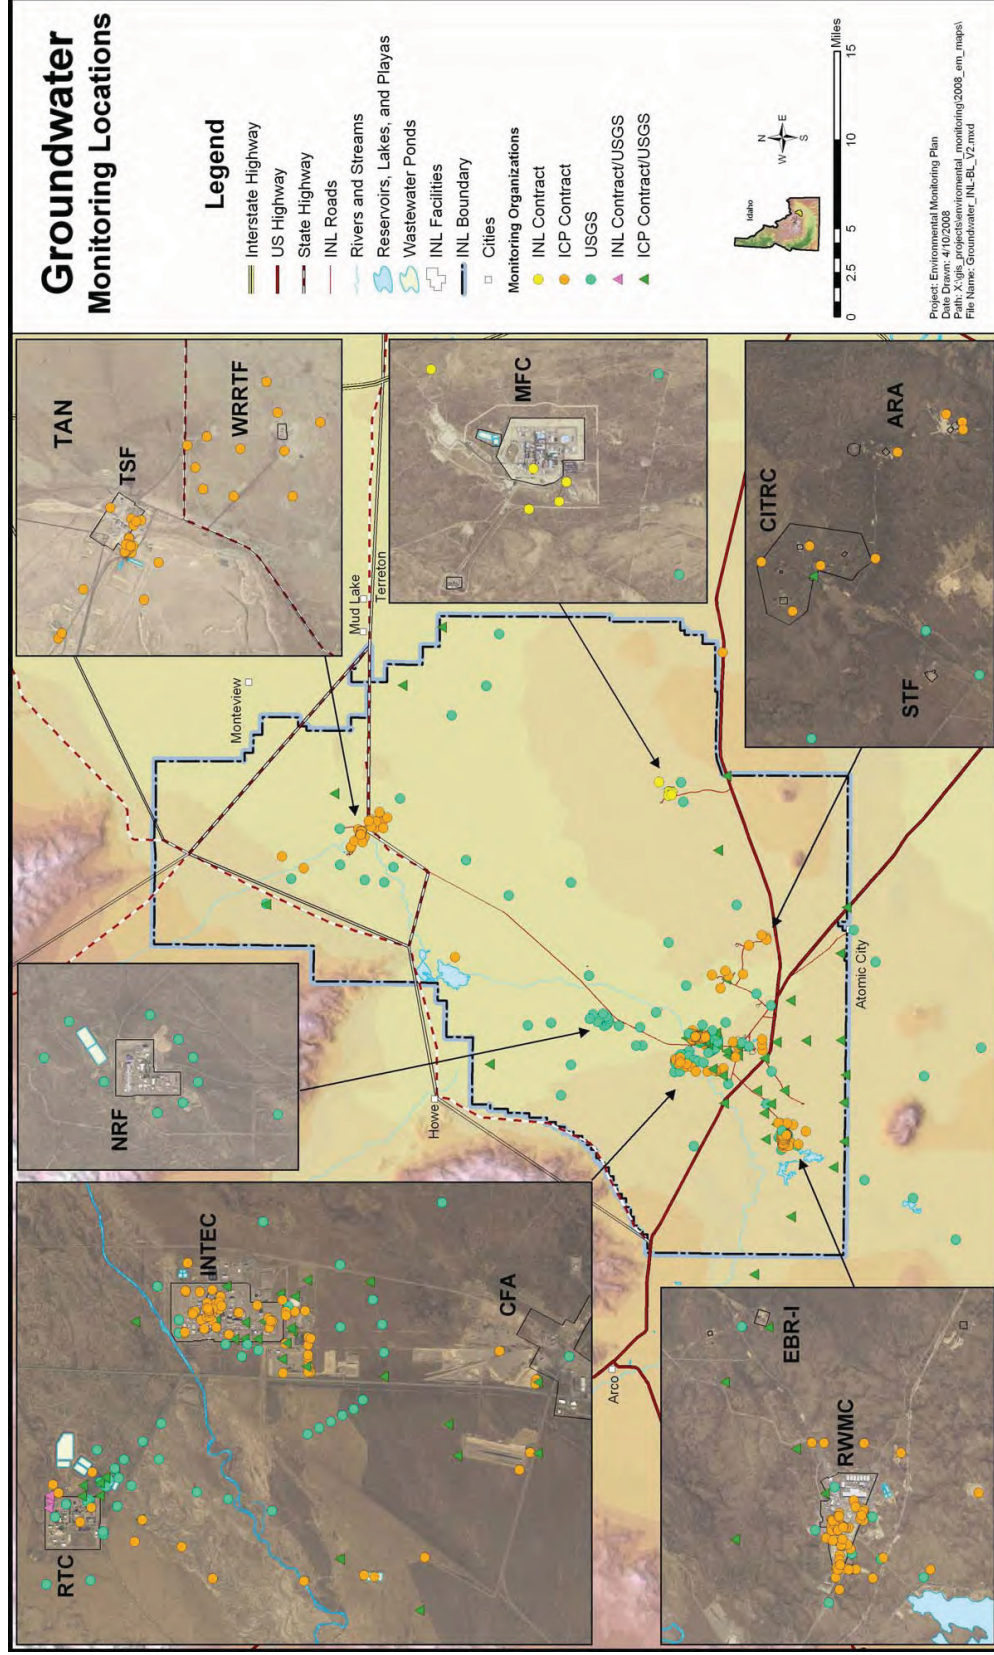 Groundwater
Monitoring Locations
Legend
Interstate Highway
US Highway
State Highway
INL Roads
Rivers and Streams
Reservoirs, Lakes, and Playas
Wastewater Ponds
INL Facilities
INL Boundary
Cities
Monitoring Organizations
INL Contract
ICP Contract
USGS
INL Contract/USGS
ICP Contract/USGS
Idaho
N
W
E
S
0 2.5 5 10 15
Miles
Project: Environmental Monitoring Plan
Date Drawn: 4/10/2008
Path: X:\gis_projects\enviromental_monitoring\2008_em_maps\
File Name: Groundwater_INL-BL_V2.mxd
RTC
INTEC
CFA
NRF
TAN
TSF
WRRTF
Monteview
Mud Lake
Terreton
Howe
MFC
Arco
Atomic City
EBR-I
RWMC
CITRC
ARA
STF